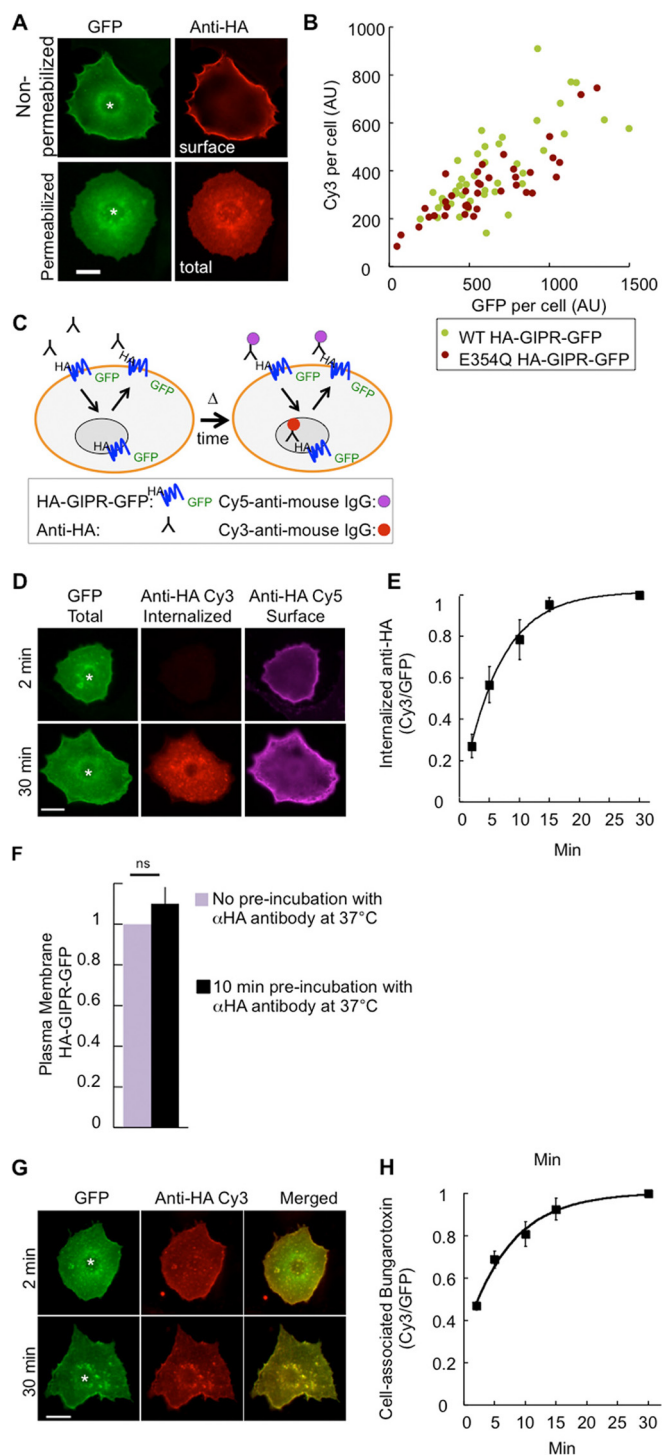 A
GFP
Anti-HA
Non-
permeabilized
*
surface
Permeabilized
*
total
B
Cy3 per cell (AU)
1000
800
600
400
200
0
0
500
1000
1500
GFP per cell (AU)
WT HA-GIPR-GFP
E354Q HA-GIPR-GFP
C
HA
GFP
HA
GFP
HA
GFP
Δ
time
HA
GFP
HA
GFP
HA
GFP
HA-GIPR-GFP:
HA
GFP
Cy5-anti-mouse IgG:
Anti-HA:
Cy3-anti-mouse IgG:
D
GFP
Total
Anti-HA Cy3
Internalized
Anti-HA Cy5
Surface
2 min
*
30 min
*
E
Internalized anti-HA
(Cy3/GFP)
1
0.8
0.6
0.4
0.2
0
0
5
10
15
20
25
30
Min
F
ns
Plasma Membrane
HA-GIPR-GFP
1
0.8
0.6
0.4
0.2
0
No pre-incubation with
αHA antibody at 37°C
10 min pre-incubation with
αHA antibody at 37°C
G
GFP
Anti-HA Cy3
Merged
2 min
*
30 min
*
H
Min
Cell-associated Bungarotoxin
(Cy3/GFP)
1
0.8
0.6
0.4
0.2
0
0
5
10
15
20
25
30
Min